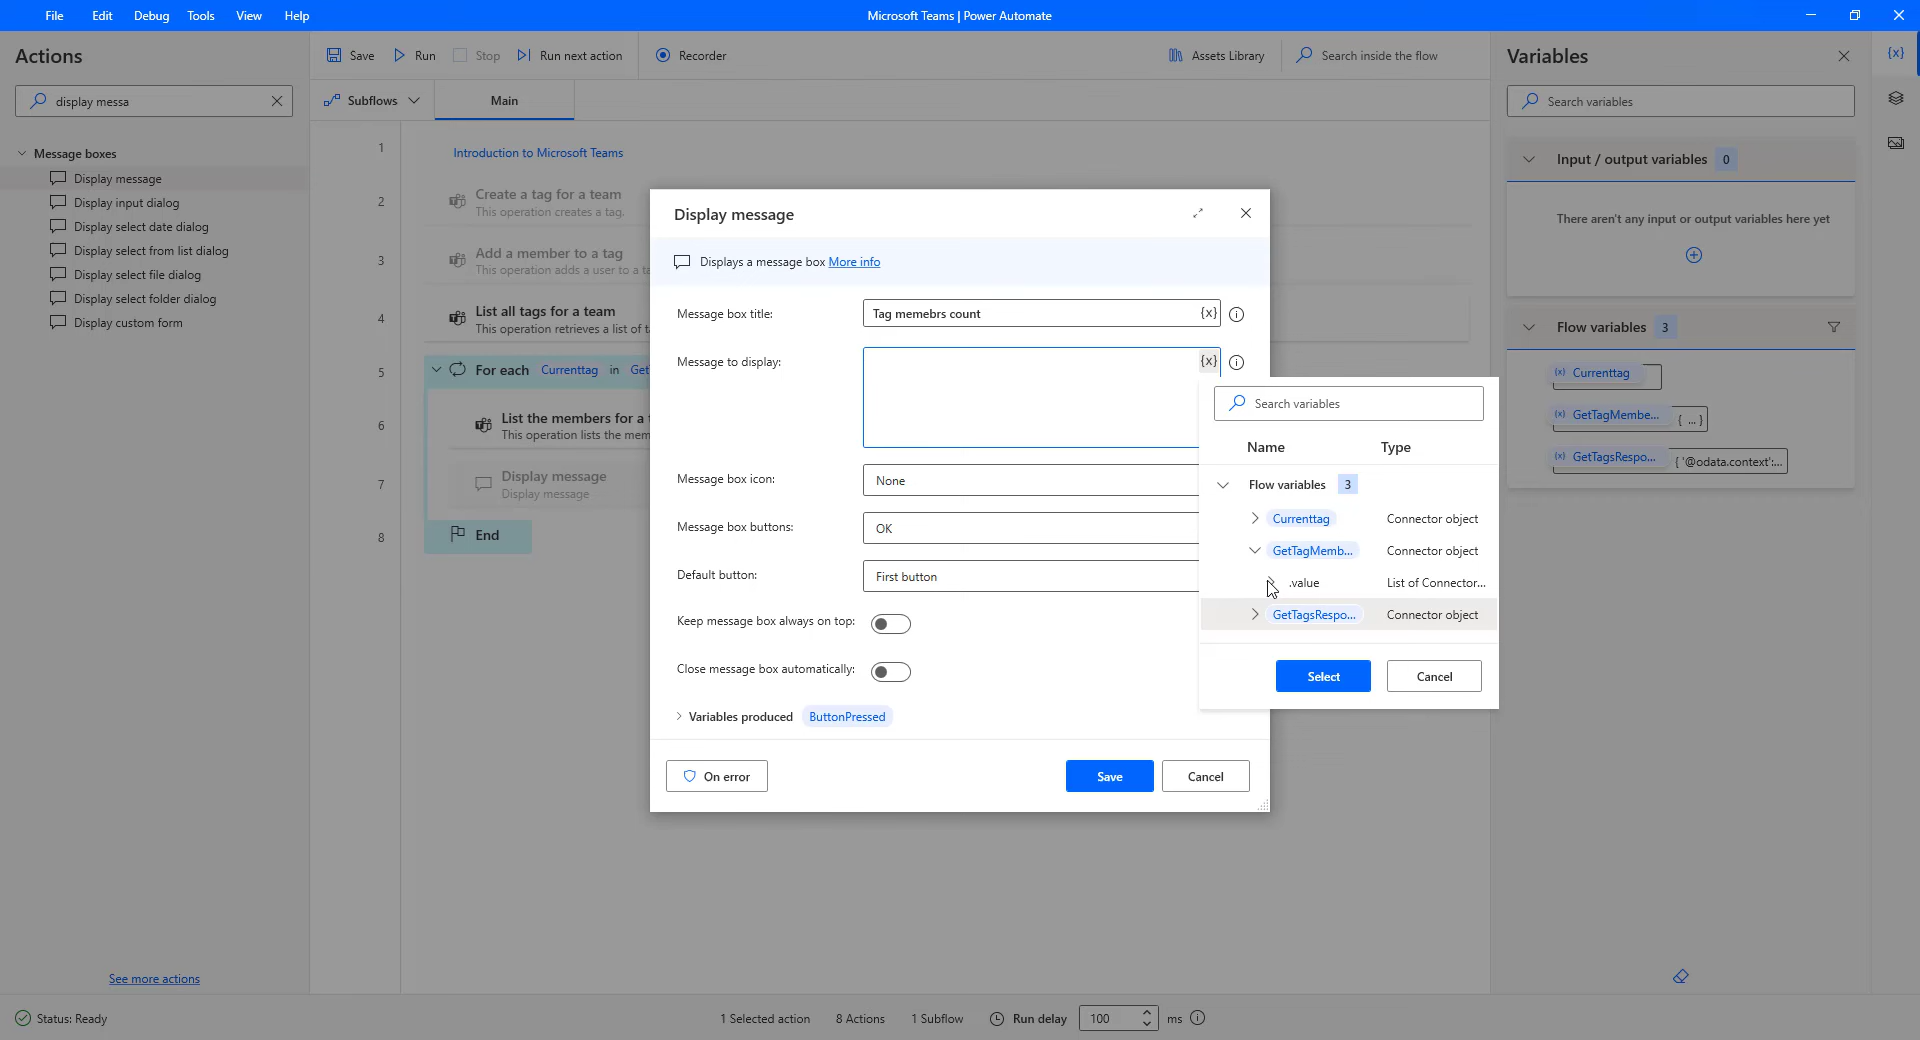 File Edit Debug Tools View Help
Microsoft Teams | Power Automate
Actions
display messa
Message boxes
Display message
Display input dialog
Display select date dialog
Display select from list dialog
Display select file dialog
Display select folder dialog
Display custom form
See more actions
Save Run Stop Run next action Recorder Assets Library Search inside the flow
Subflows Main
1 Introduction to Microsoft Teams
2 Create a tag for a team
This operation creates a tag.
3 Add a member to a tag
This operation adds a user to a ta
4 List all tags for a team
This operation retrieves a list of t
5 For each Currenttag in Get
6 List the members for a
This operation lists the mem
7 Display message
Display message
8 End
Display message
Displays a message box More info
Message box title: Tag memebrs count {x}
Message to display: {x}
Message box icon: None
Message box buttons: OK
Default button: First button
Keep message box always on top:
Close message box automatically:
Variables produced ButtonPressed
On error Save Cancel
Search variables
Name Type
Flow variables 3
Currenttag Connector object
GetTagMemb... Connector object
.value List of Connector...
GetTagsRespo... Connector object
Select Cancel
Variables
{x}
Search variables
Input / output variables 0
There aren't any input or output variables here yet
Flow variables 3
(x) Currenttag
(x) GetTagMembe... { ... }
(x) GetTagsRespo... { '@odata.context':...
Status: Ready 1 Selected action 8 Actions 1 Subflow Run delay 100 ms